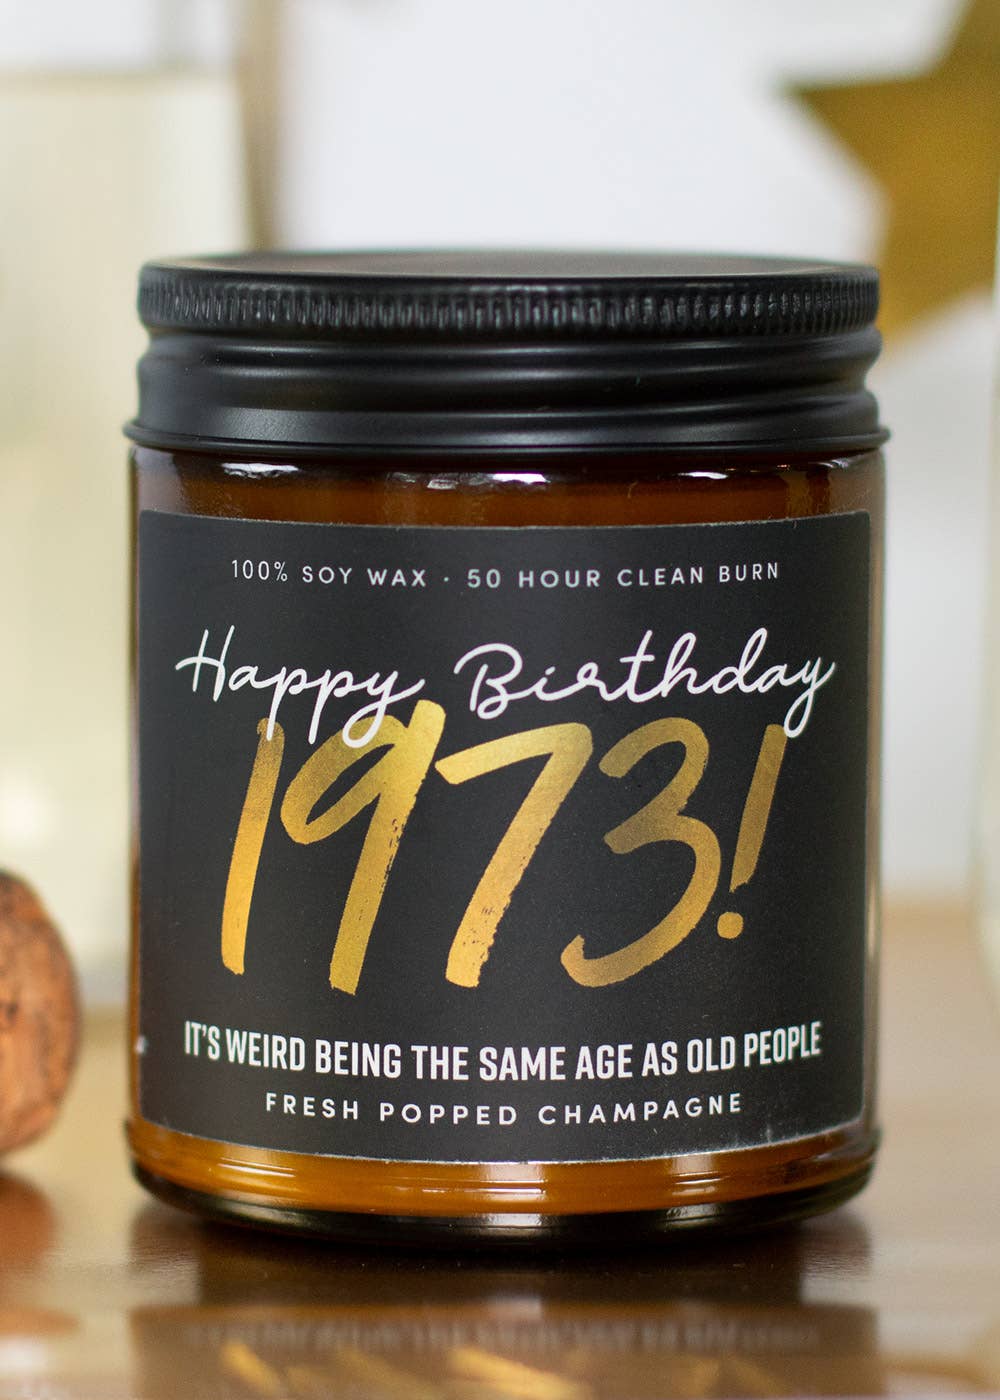 100% SOY WAX · 50 HOUR CLEAN BURN
Happy Birthday
1973!
IT'S WEIRD BEING THE SAME AGE AS OLD PEOPLE
FRESH POPPED CHAMPAGNE